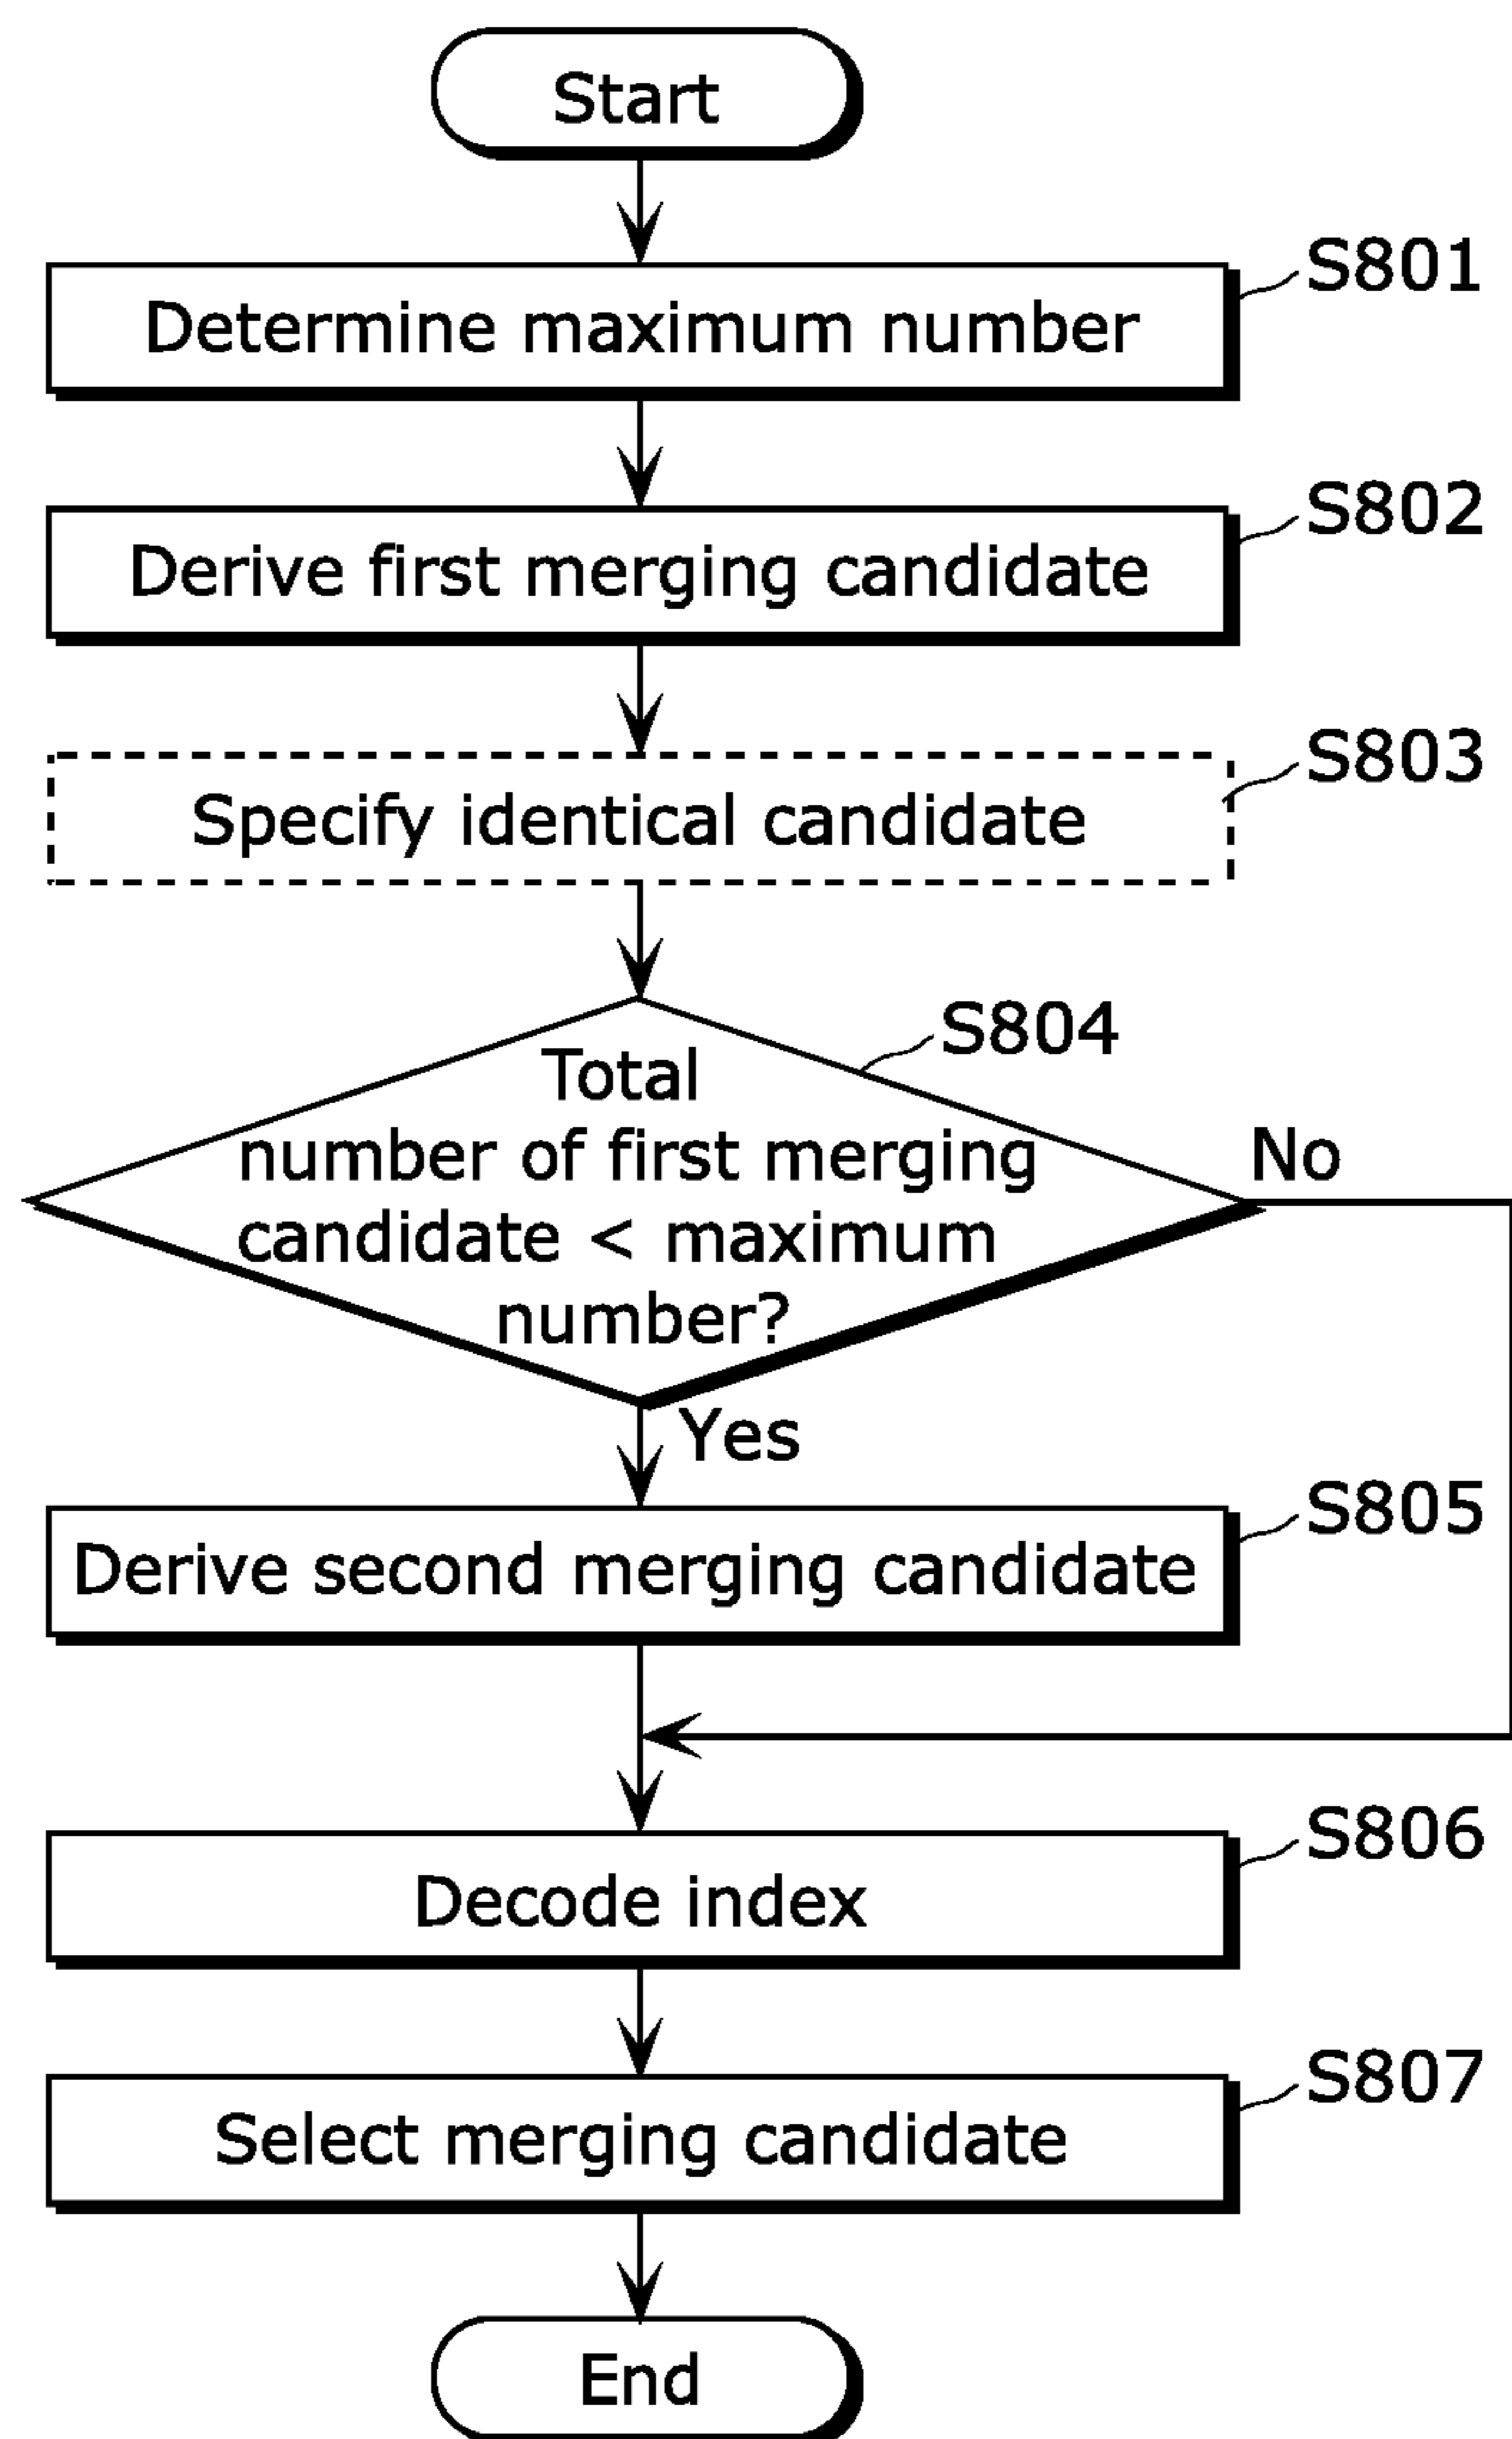 Start
S801
Determine maximum number
S802
Derive first merging candidate
S803
Specify identical candidate
S804
Total
number of first merging
candidate < maximum
number?
No
Yes
S805
Derive second merging candidate
S806
Decode index
S807
Select merging candidate
End